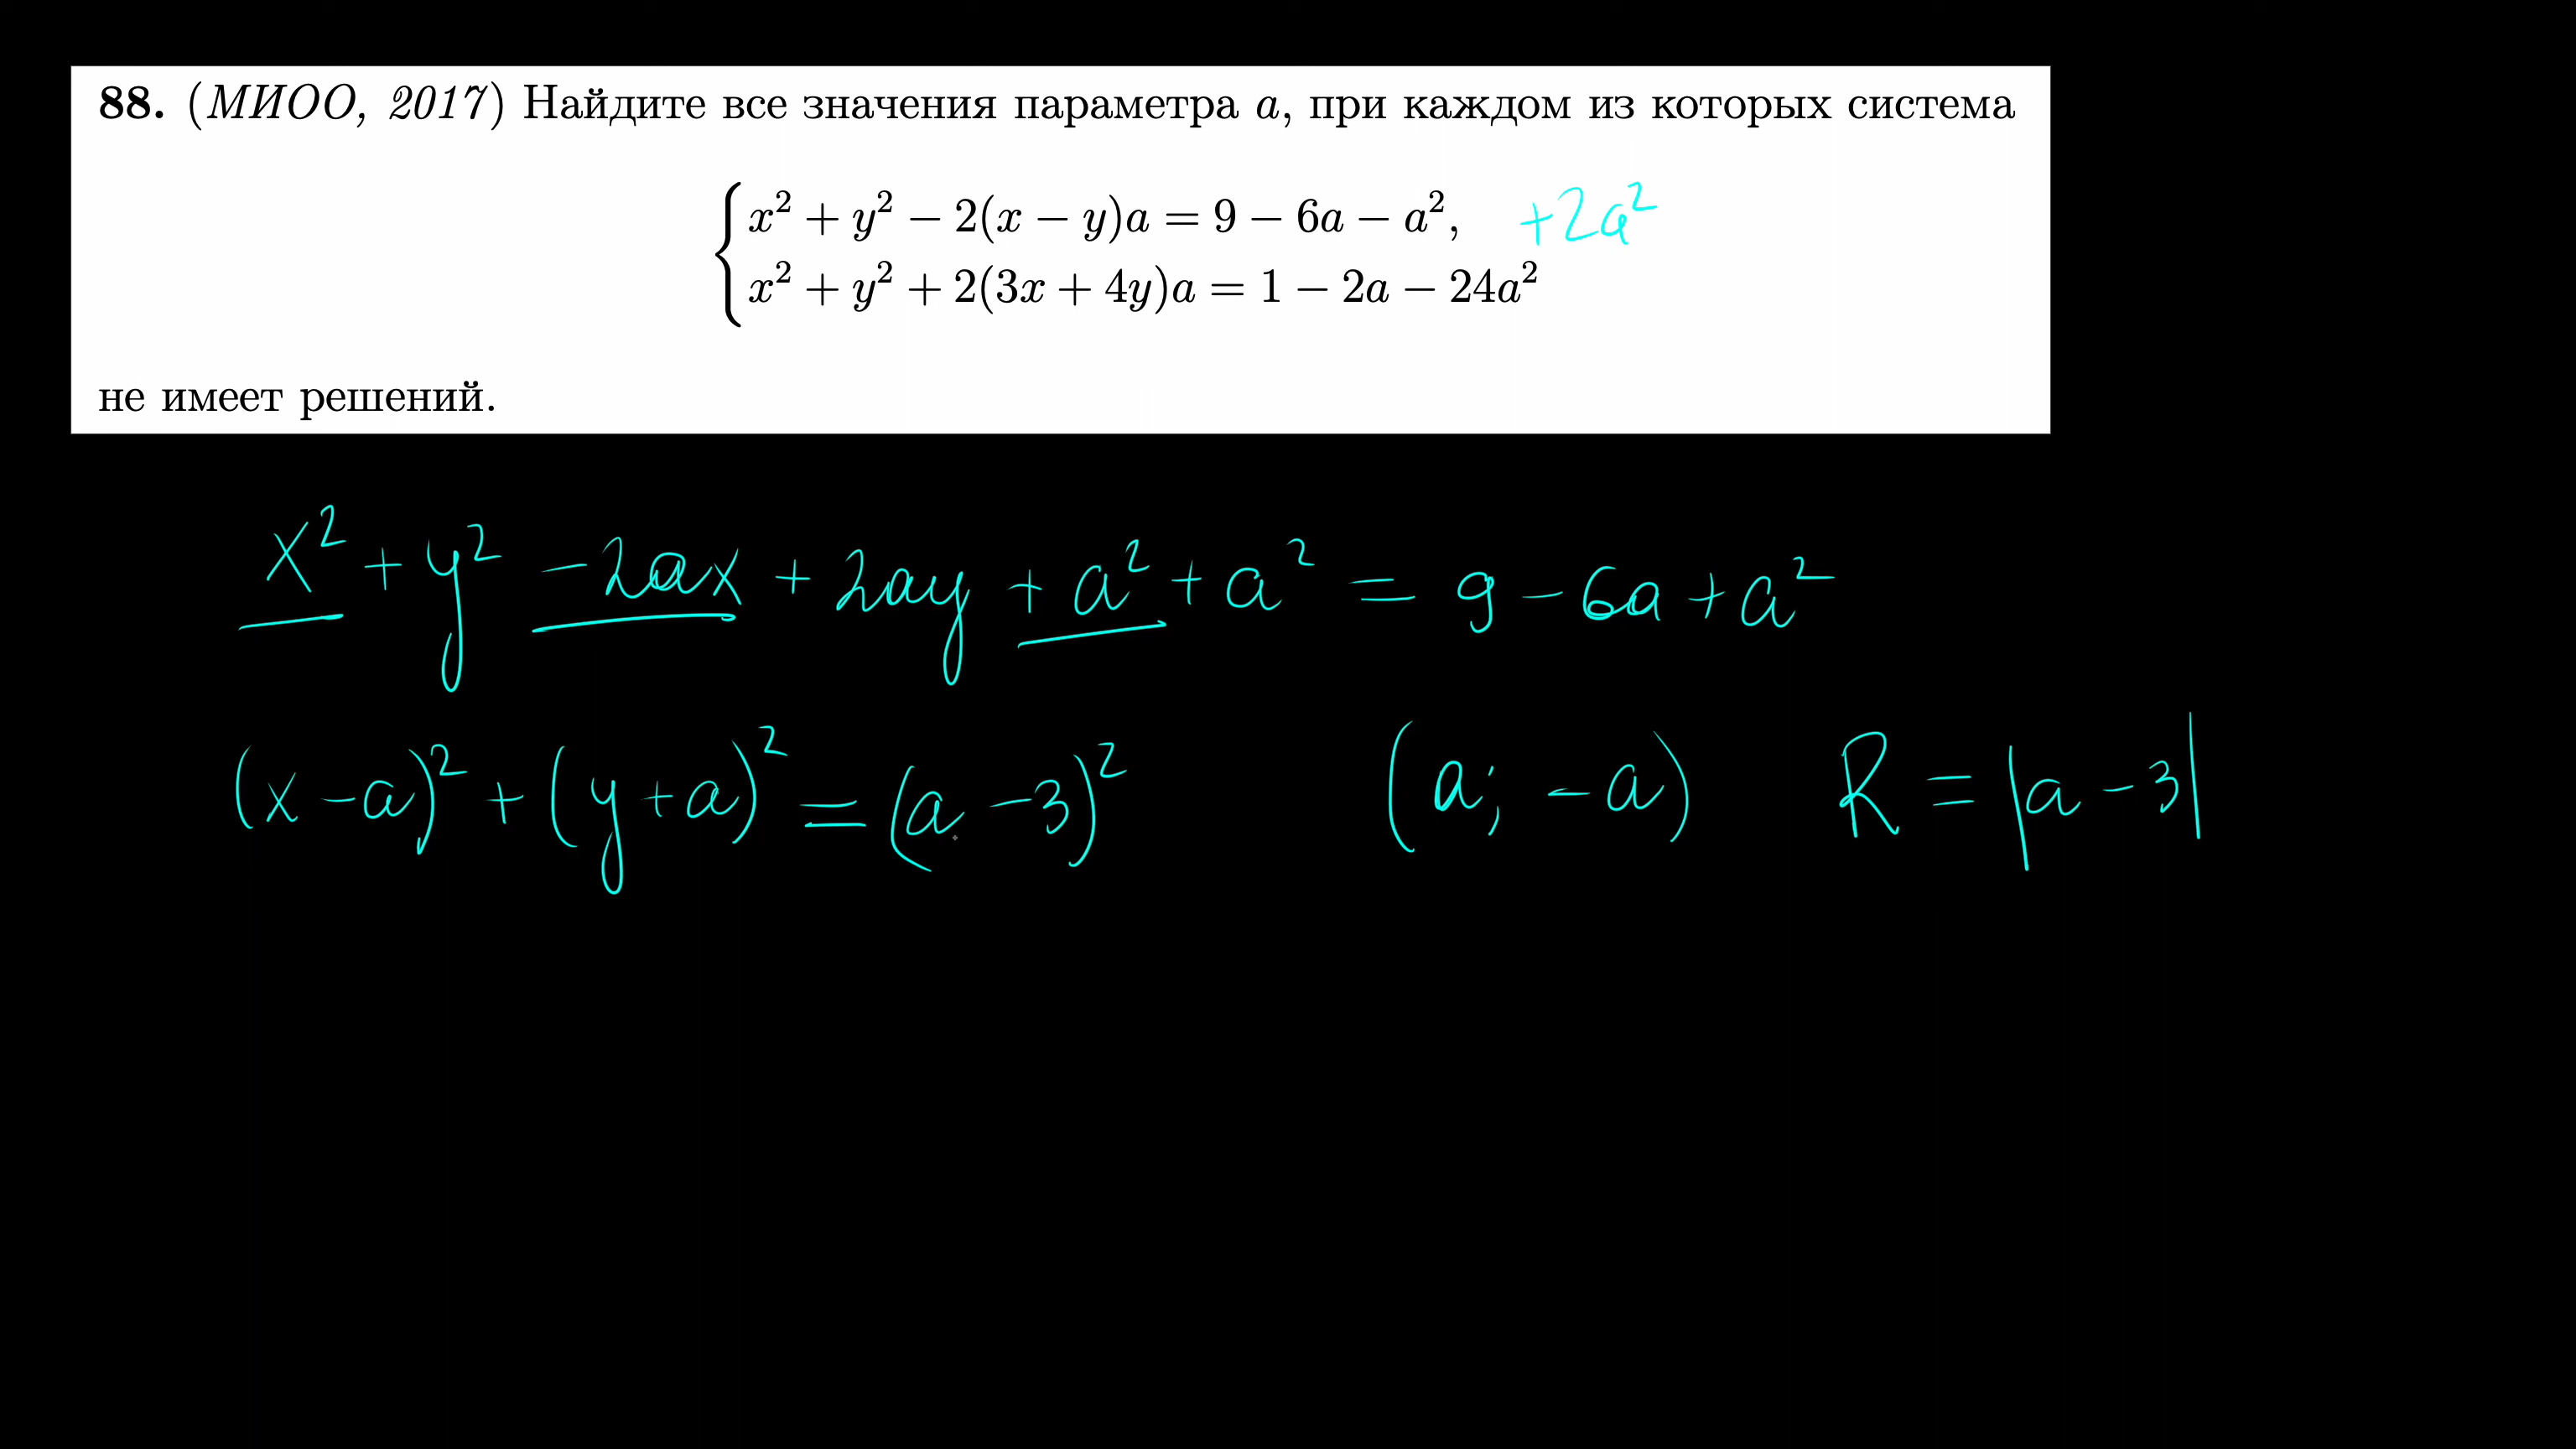 88. (МИОО, 2017) Найдите все значения параметра a, при каждом из которых система
x² + y² − 2(x − y)a = 9 − 6a − a², +2a²
x² + y² + 2(3x + 4y)a = 1 − 2a − 24a²
не имеет решений.
x² + y² − 2ax + 2ay + a² + a² = 9 − 6a + a²
(x − a)² + (y + a)² = (a − 3)² (a; −a) R = |a − 3|